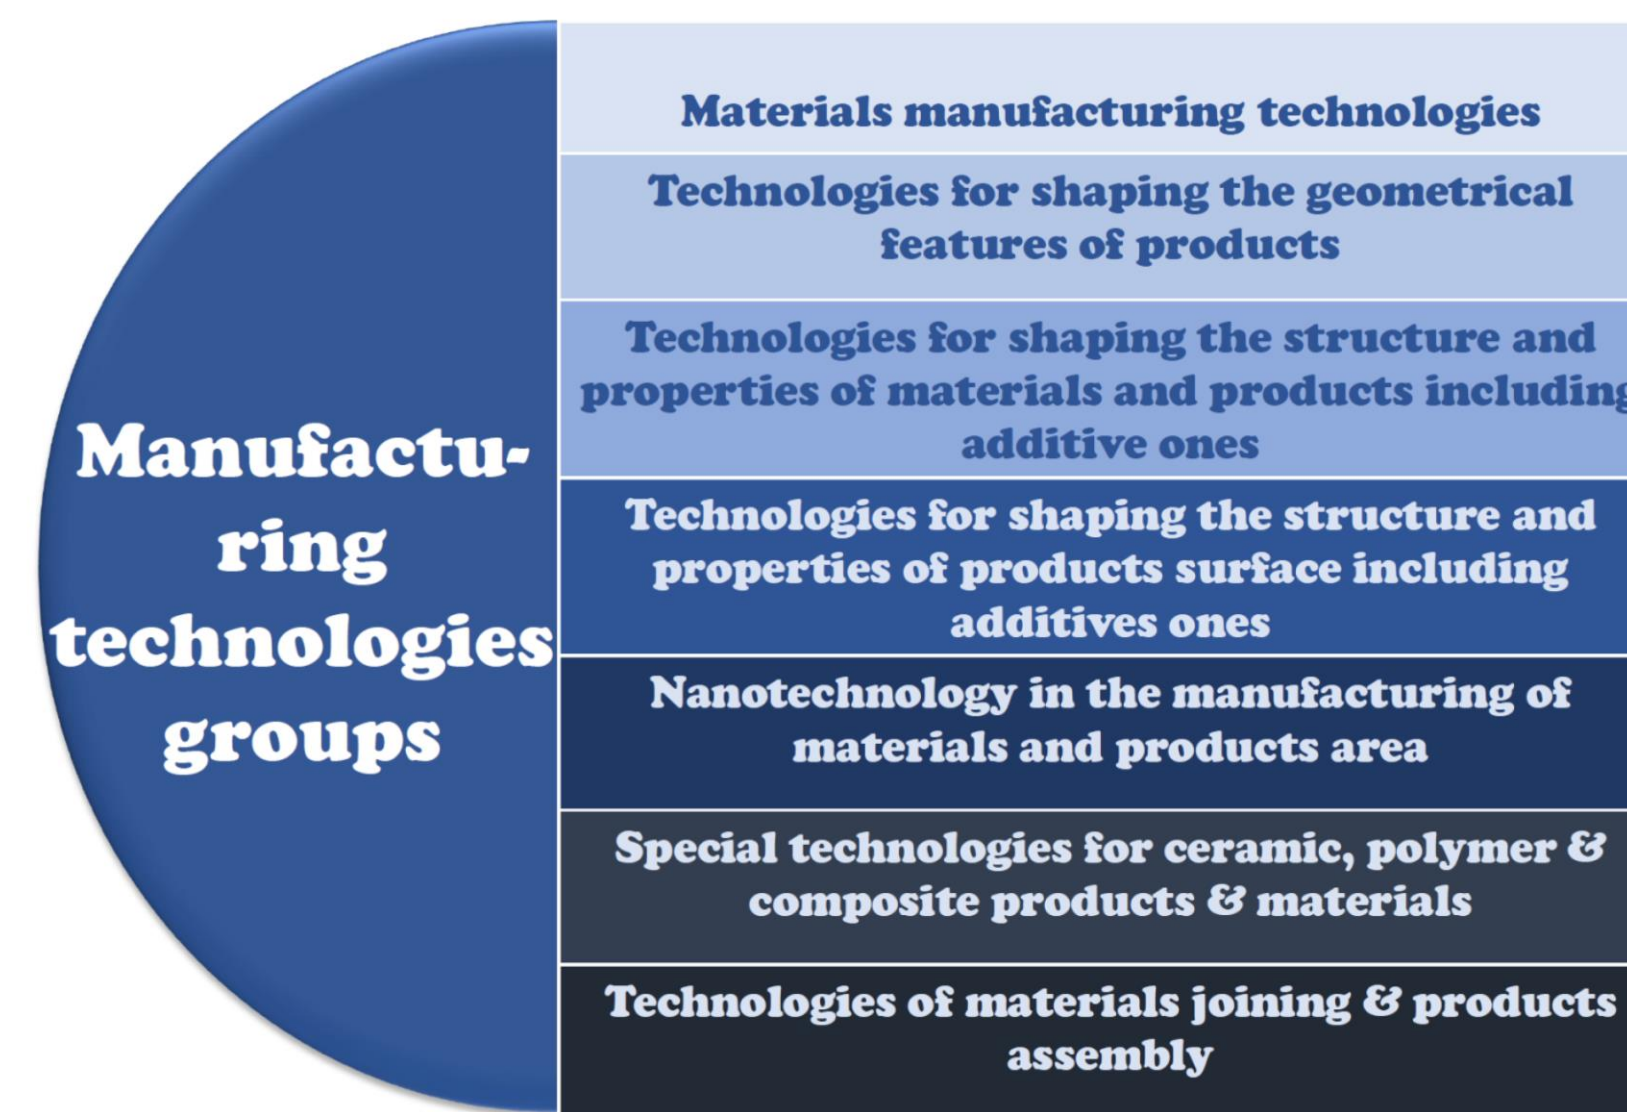 Manufactu-
ring
technologies
groups
Materials manufacturing technologies
Technologies for shaping the geometrical
features of products
Technologies for shaping the structure and
properties of materials and products including
additive ones
Technologies for shaping the structure and
properties of products surface including
additives ones
Nanotechnology in the manufacturing of
materials and products area
Special technologies for ceramic, polymer &
composite products & materials
Technologies of materials joining & products
assembly